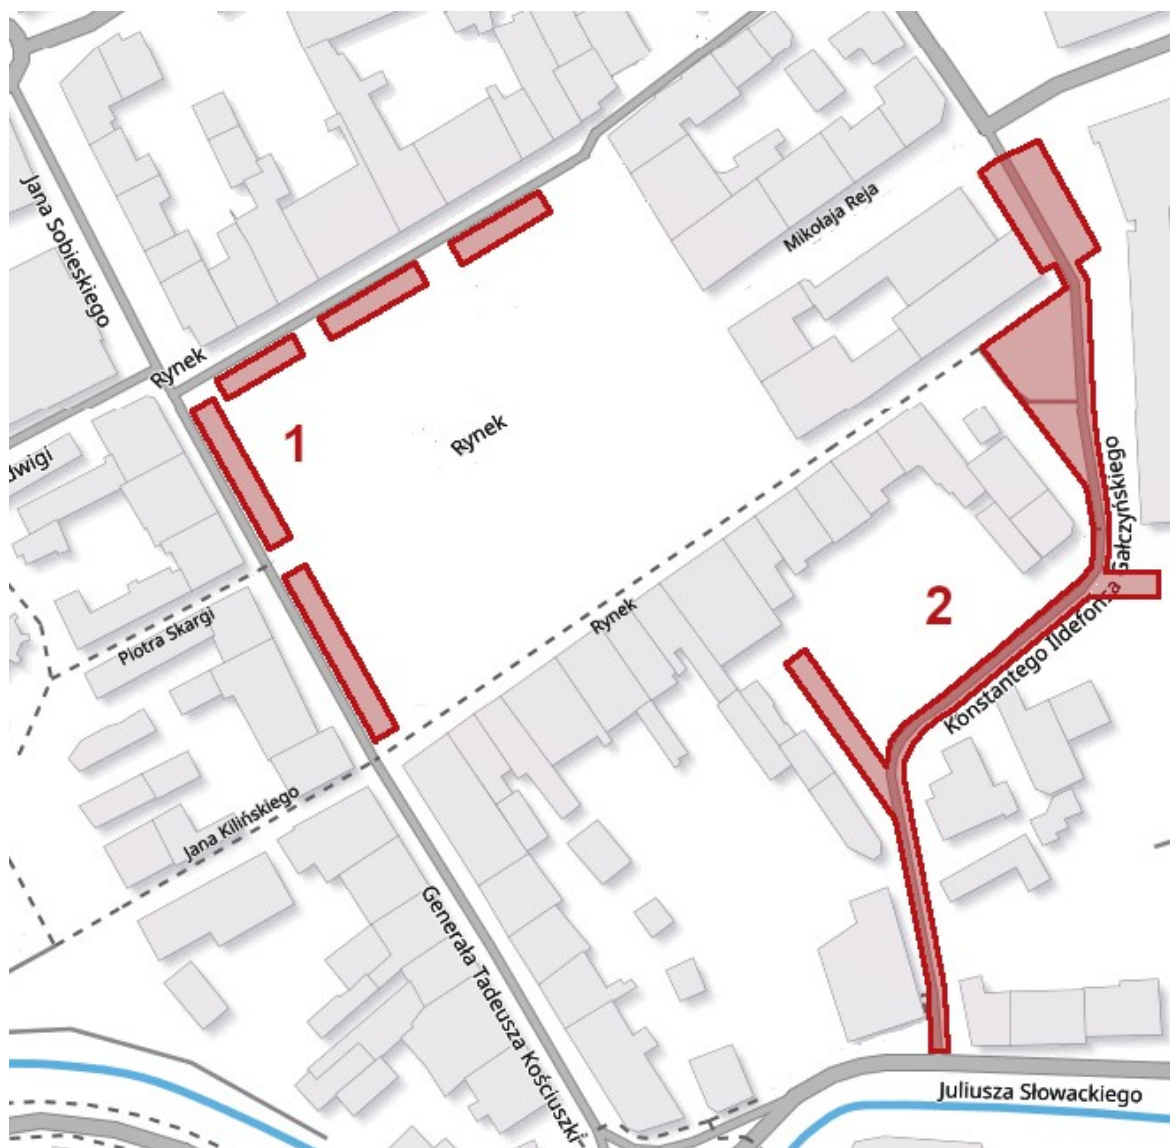 Jana Sobieskiego
Mikołaja Reja
Rynek
1
Rynek
dwigi
Gałczyńskiego
Konstantego Ildefonsa
2
Rynek
Piotra Skargi
Jana Kilińskiego
Generała Tadeusza Kościuszki
Juliusza Słowackiego